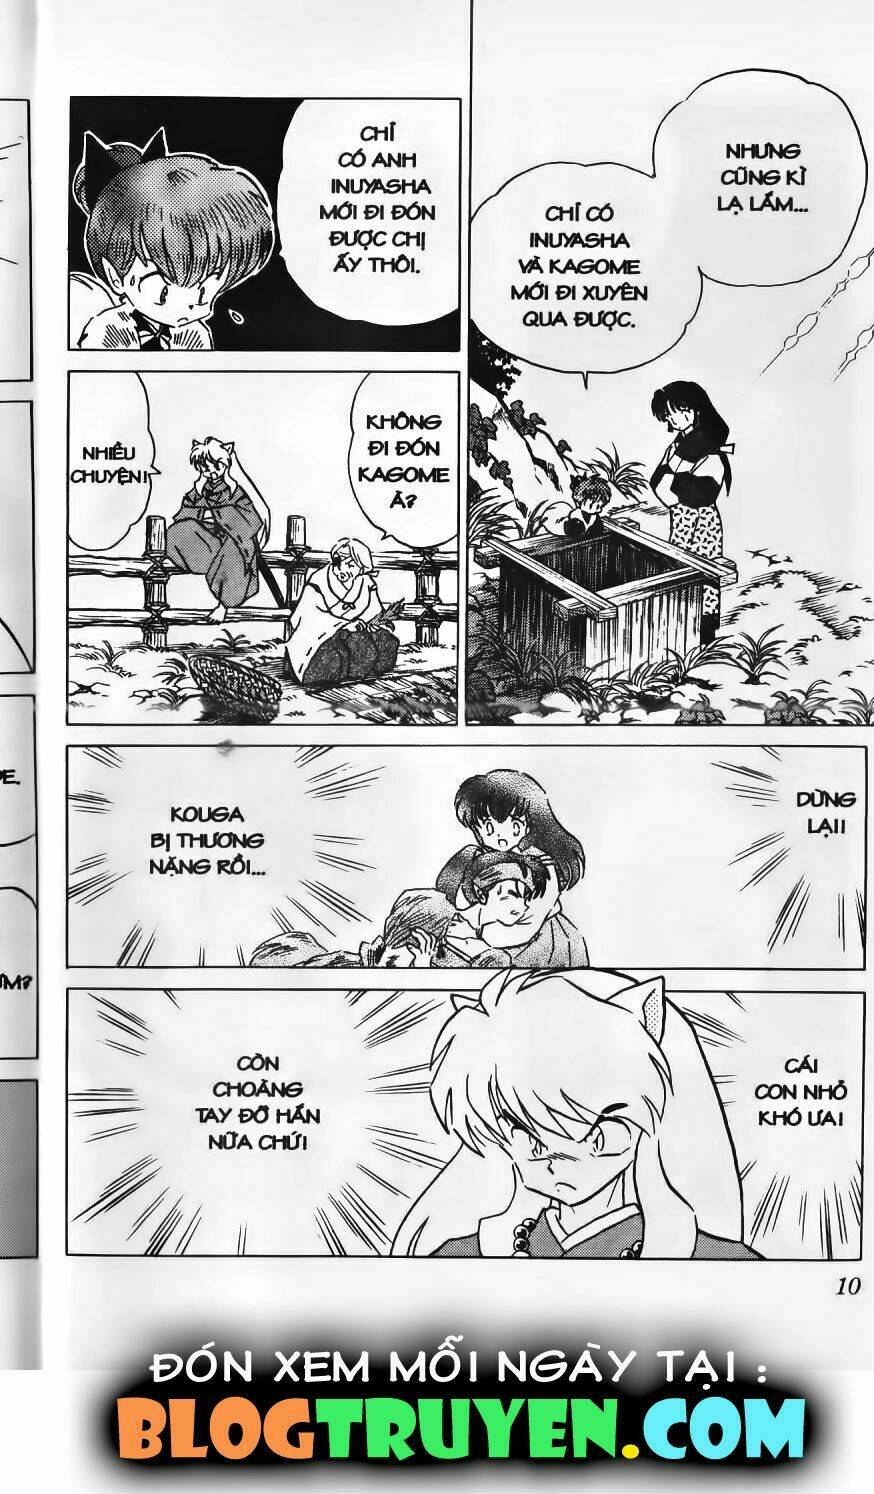 NHƯNG
CŨNG KÌ
LẠ LẮM...
CHỈ CÓ
INUYASHA
VÀ KAGOME
MỚI ĐI XUYÊN
QUA ĐƯỢC.
CHỈ
CÓ ANH
INUYASHA
MỚI ĐI ĐÓN
ĐƯỢC CHỊ
ẤY THÔI.
KHÔNG
ĐI ĐÓN
KAGOME
À?
NHIỀU
CHUYỆN!
DỪNG
LẠI!
KOUGA
BỊ THƯƠNG
NẶNG RỒI...
CÁI
CON NHỎ
KHÓ ƯA!
CÒN
CHOÀNG
TAY ĐỠ HẮN
NỮA CHỨ!
10
ĐÓN XEM MỖI NGÀY TẠI :
BLOGTRUYEN.COM